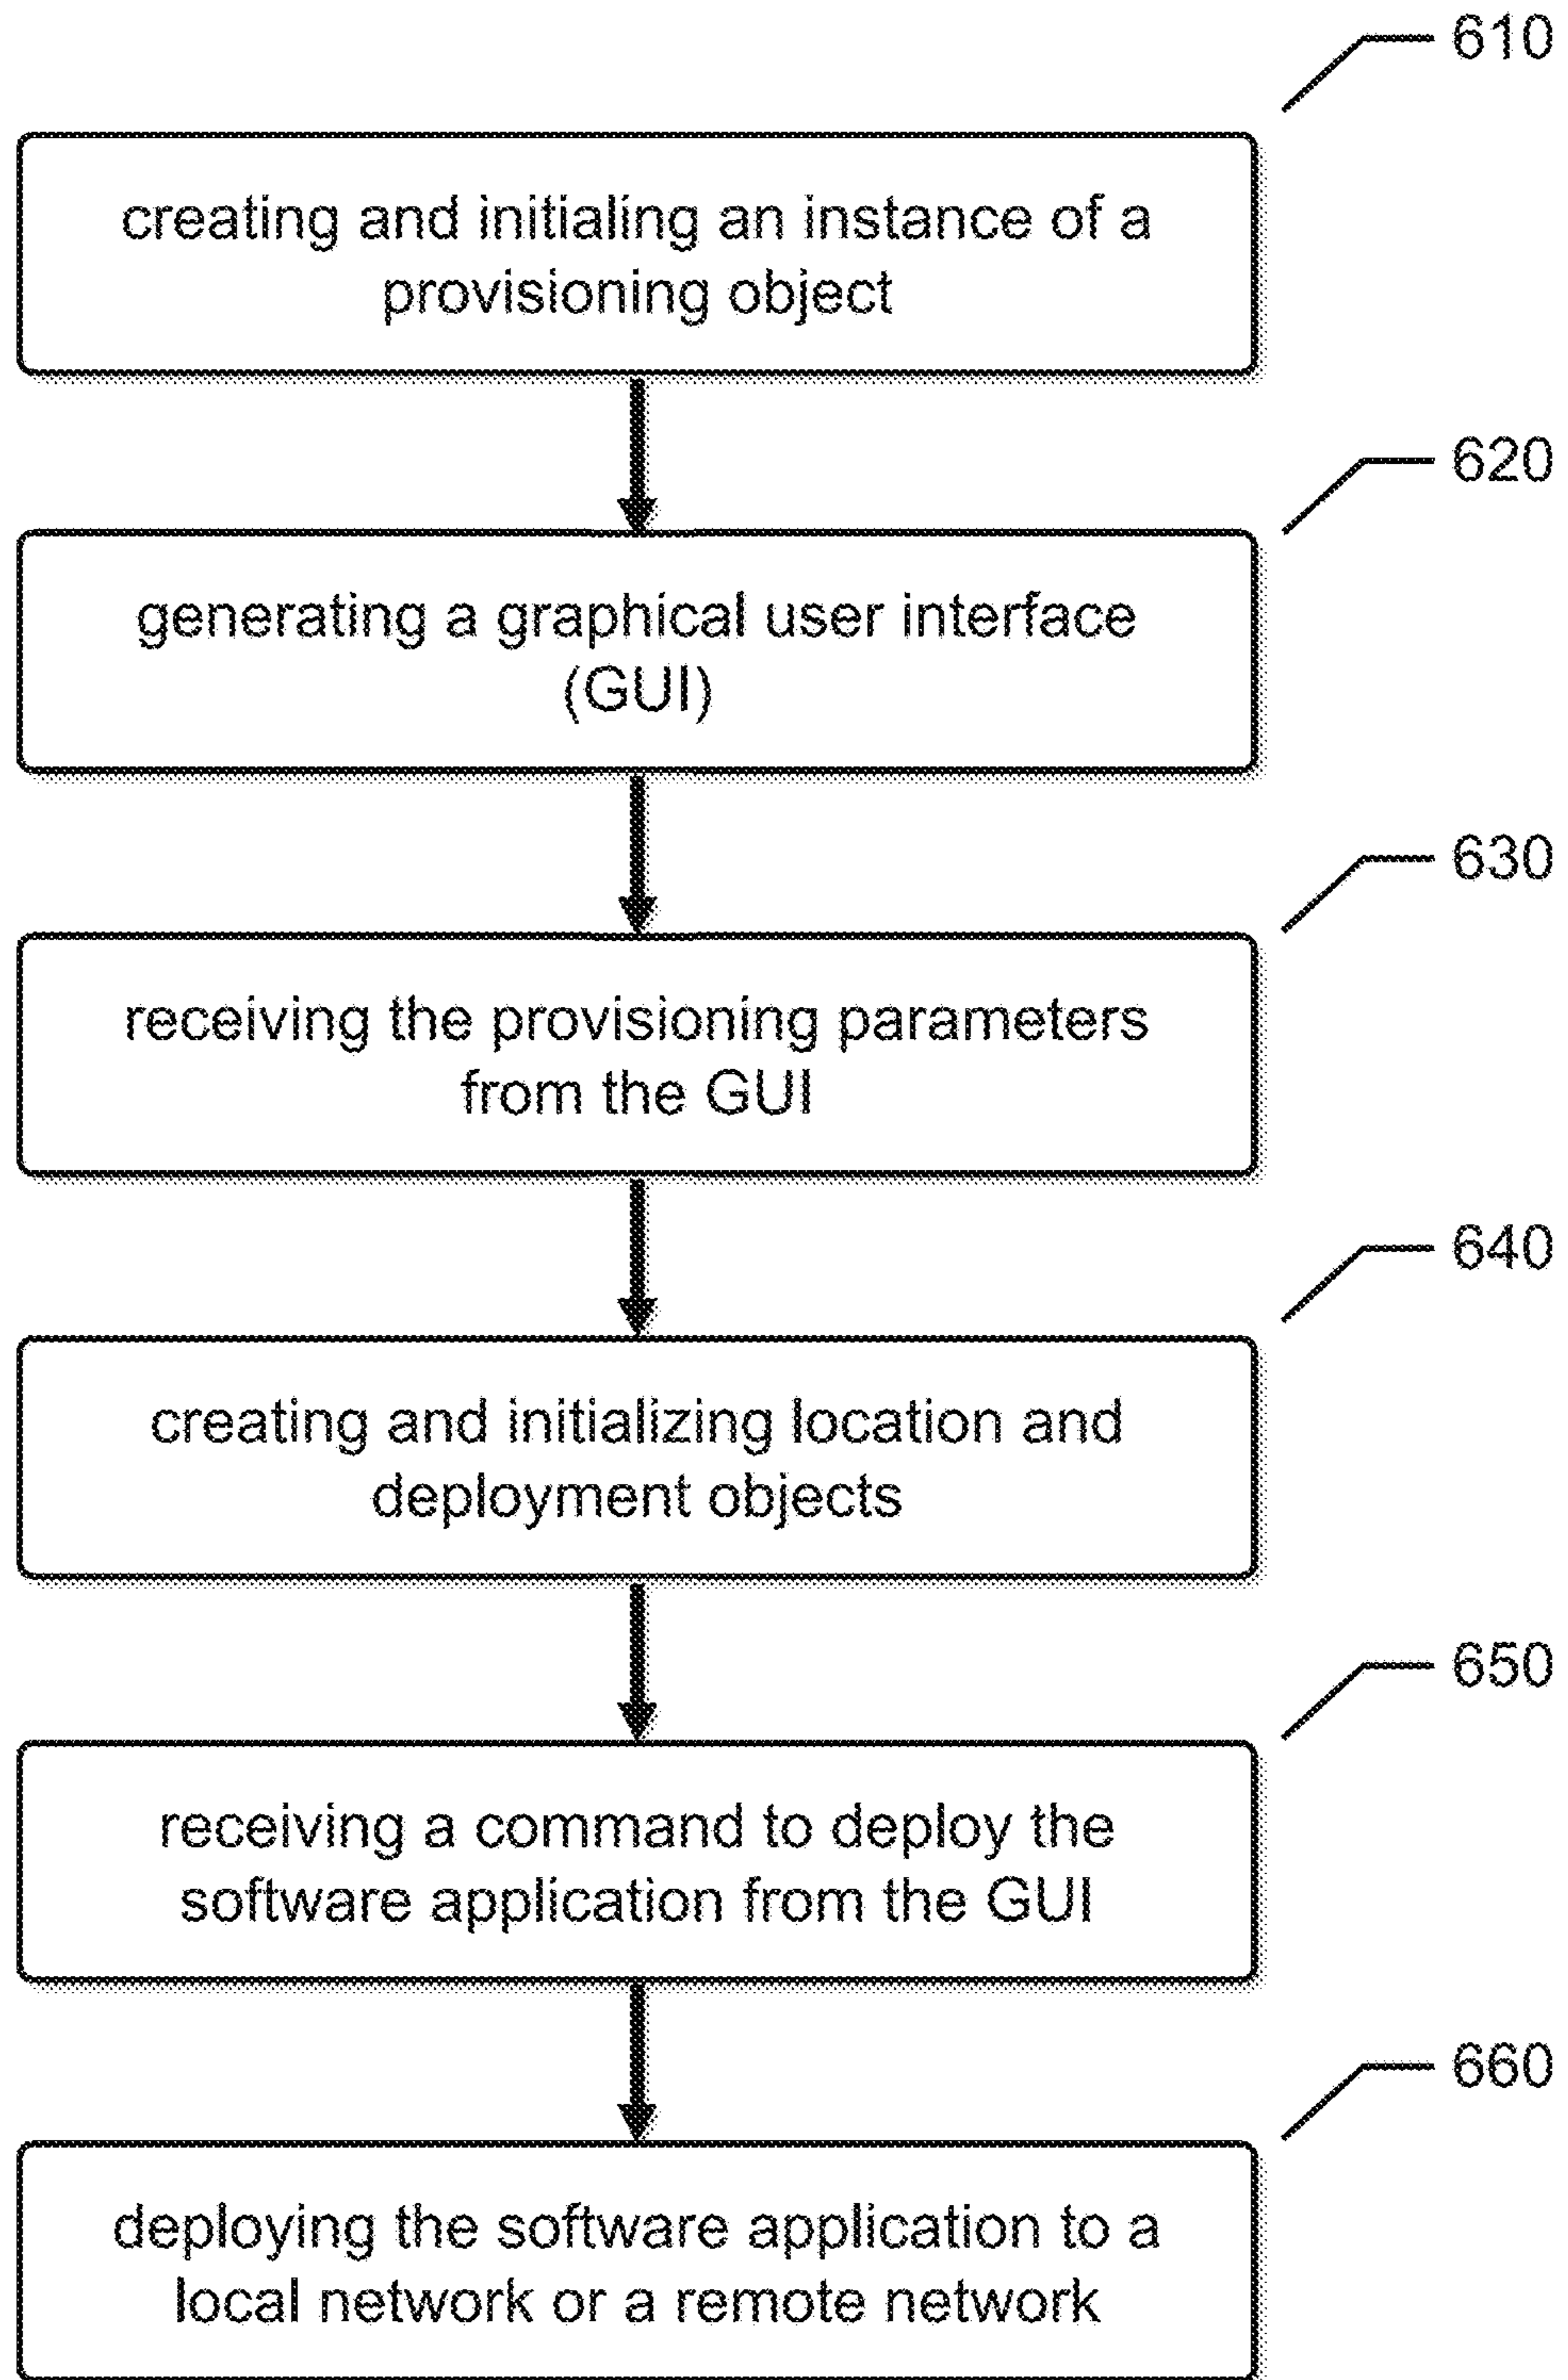 610
creating and initialing an instance of a
provisioning object
620
generating a graphical user interface
(GUI)
630
receiving the provisioning parameters
from the GUI
640
creating and initializing location and
deployment objects
650
receiving a command to deploy the
software application from the GUI
660
deploying the software application to a
local network or a remote network